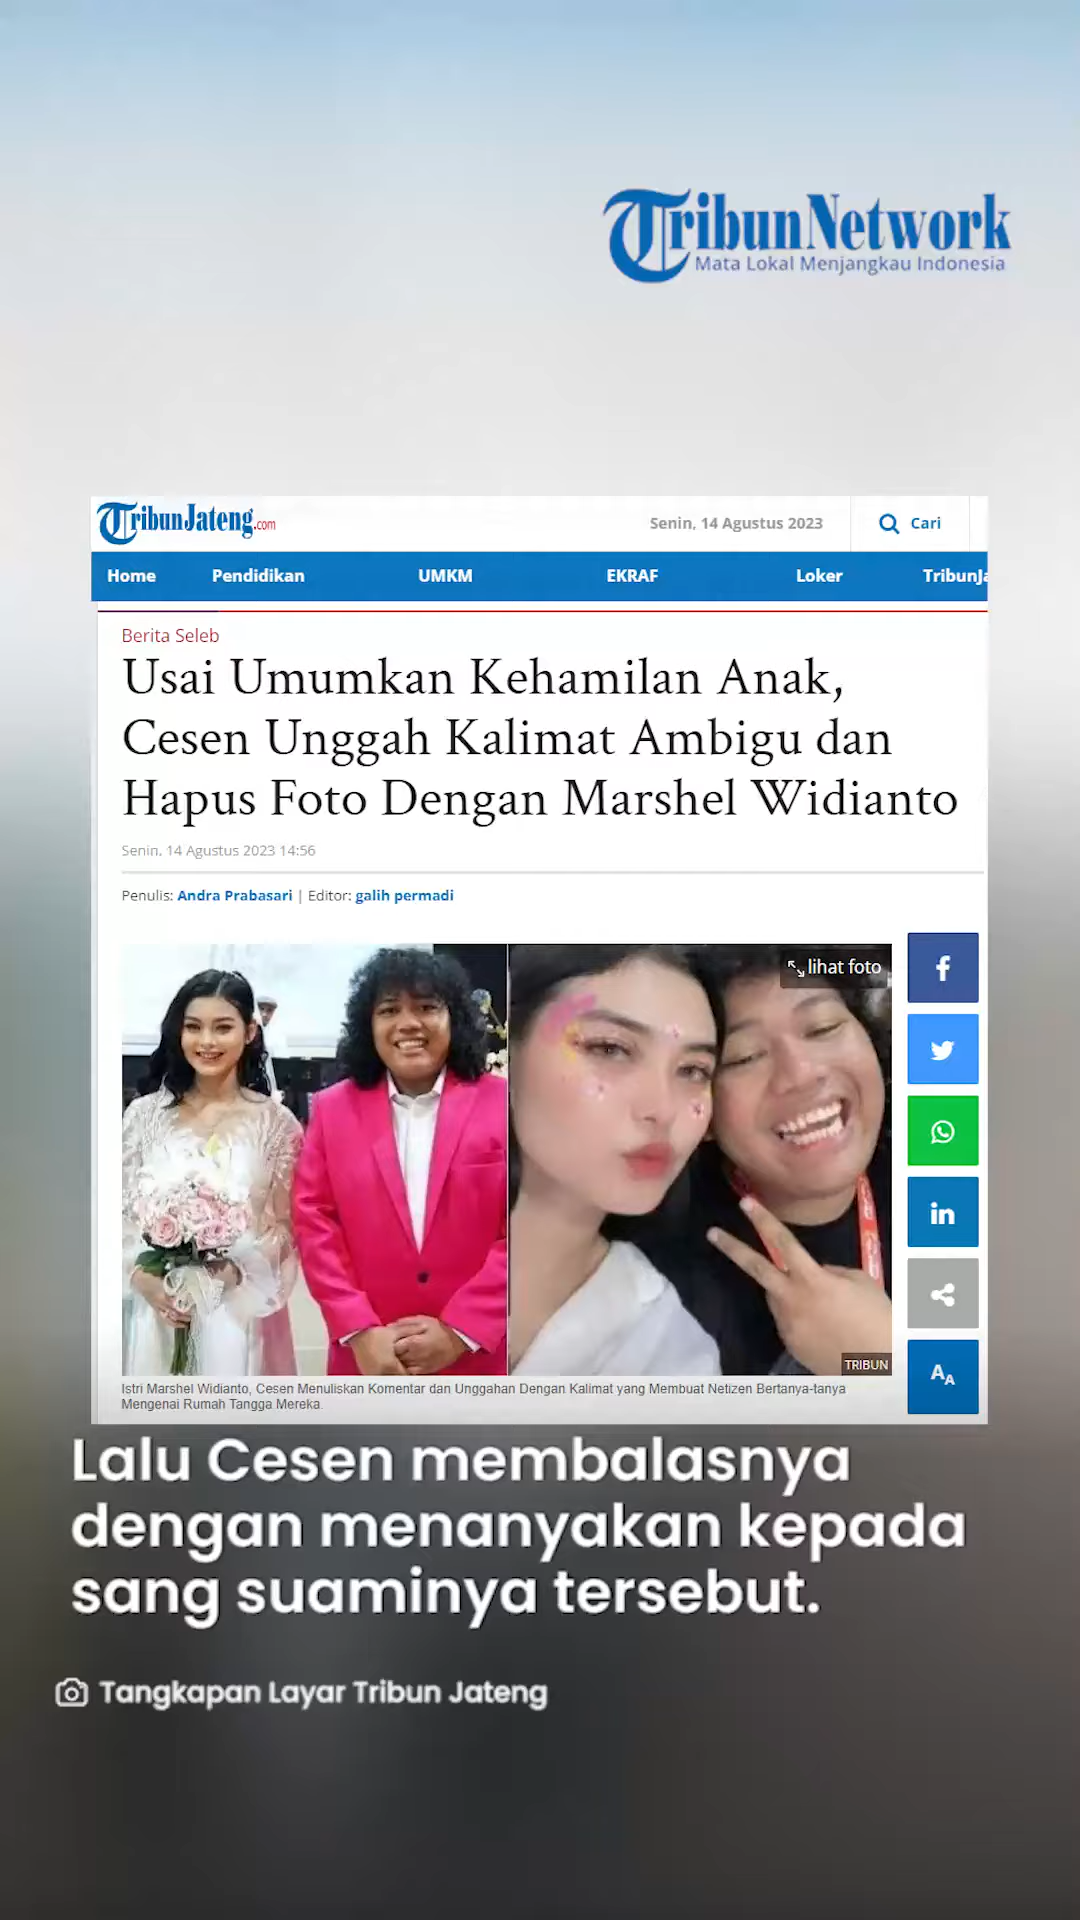 TribunNetwork
Mata Lokal Menjangkau Indonesia
TribunJateng.com
Senin, 14 Agustus 2023
Cari
Home Pendidikan UMKM EKRAF Loker TribunJa
Berita Seleb
Usai Umumkan Kehamilan Anak,
Cesen Unggah Kalimat Ambigu dan
Hapus Foto Dengan Marshel Widianto
Senin, 14 Agustus 2023 14:56
Penulis: Andra Prabasari | Editor: galih permadi
lihat foto
TRIBUN
Istri Marshel Widianto, Cesen Menuliskan Komentar dan Unggahan Dengan Kalimat yang Membuat Netizen Bertanya-tanya
Mengenai Rumah Tangga Mereka.
AA
Lalu Cesen membalasnya
dengan menanyakan kepada
sang suaminya tersebut.
Tangkapan Layar Tribun Jateng